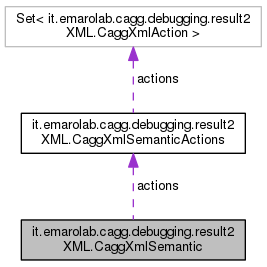 Set< it.emarolab.cagg.debugging.result2
XML.CaggXmlAction >
actions
it.emarolab.cagg.debugging.result2
XML.CaggXmlSemanticActions
actions
it.emarolab.cagg.debugging.result2
XML.CaggXmlSemantic